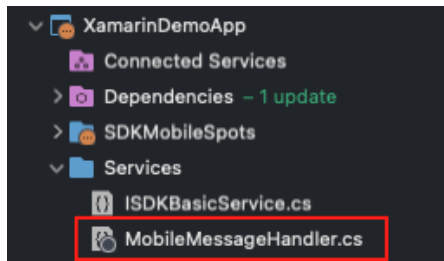 XamarinDemoApp
Connected Services
Dependencies – 1 update
SDKMobileSpots
Services
ISDKBasicService.cs
MobileMessageHandler.cs